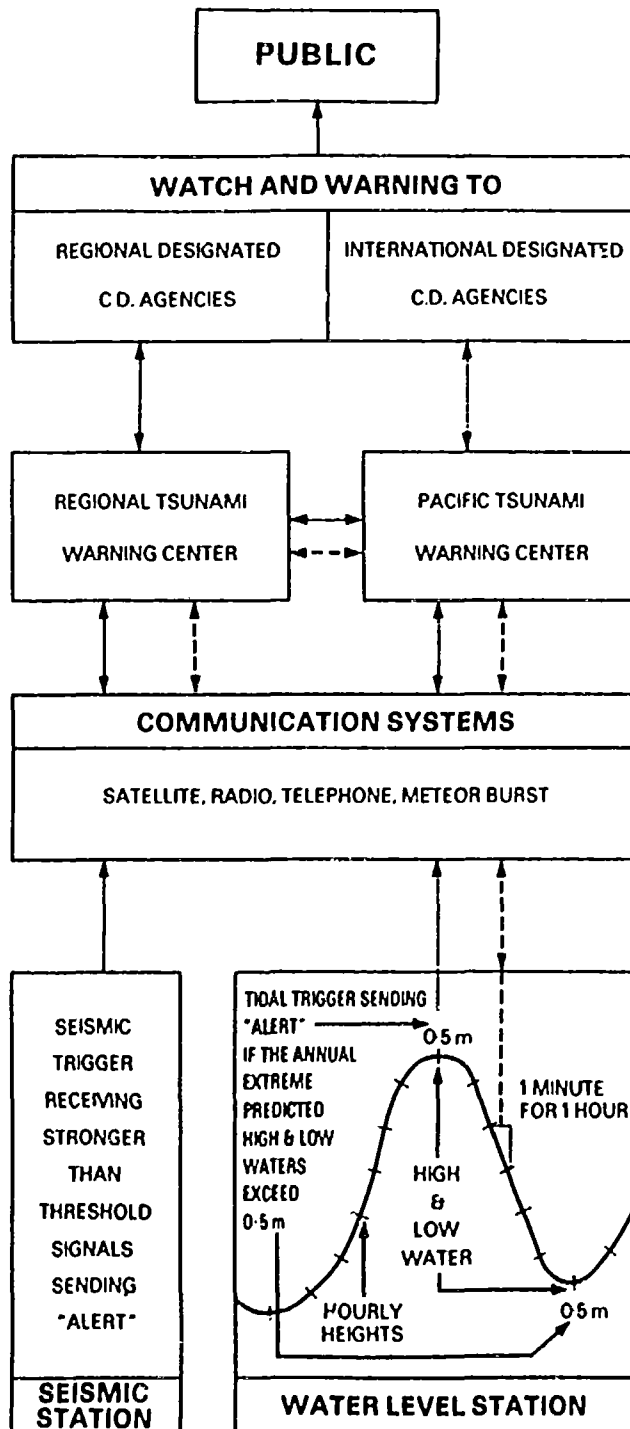 PUBLIC
WATCH AND WARNING TO
REGIONAL DESIGNATED
C.D. AGENCIES
INTERNATIONAL DESIGNATED
C.D. AGENCIES
REGIONAL TSUNAMI
WARNING CENTER
PACIFIC TSUNAMI
WARNING CENTER
COMMUNICATION SYSTEMS
SATELLITE, RADIO, TELEPHONE, METEOR BURST
SEISMIC
TRIGGER
RECEIVING
STRONGER
THAN
THRESHOLD
SIGNALS
SENDING
"ALERT"
SEISMIC
STATION
TIDAL TRIGGER SENDING
"ALERT"
IF THE ANNUAL
EXTREME
PREDICTED
HIGH & LOW
WATERS
EXCEED
0·5 m
0·5 m
1 MINUTE
FOR 1 HOUR
HIGH
&
LOW
WATER
HOURLY
HEIGHTS
0·5 m
WATER LEVEL STATION